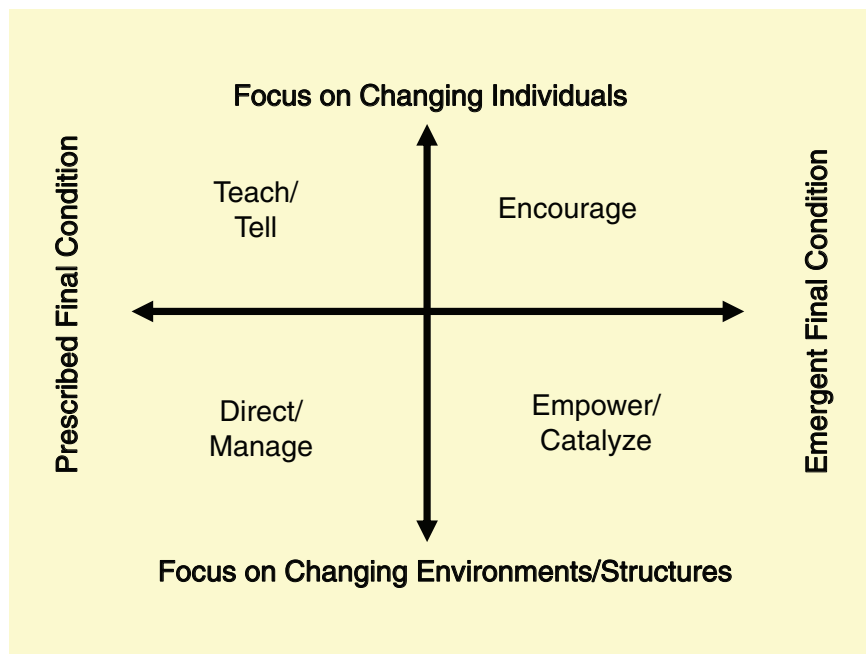 Focus on Changing Individuals
Prescribed Final Condition
Teach/
Tell
Encourage
Emergent Final Condition
Direct/
Manage
Empower/
Catalyze
Focus on Changing Environments/Structures